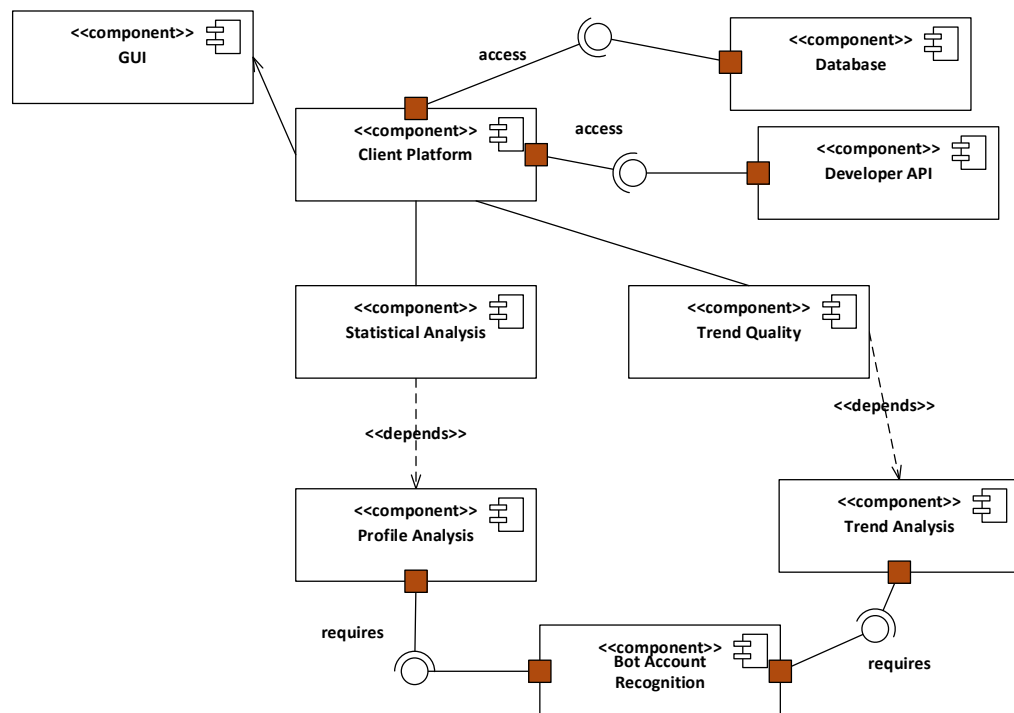 <<component>>
GUI
access
<<component>>
Database
<<component>>
Client Platform
access
<<component>>
Developer API
<<component>>
Statistical Analysis
<<component>>
Trend Quality
<<depends>>
<<depends>>
<<component>>
Profile Analysis
<<component>>
Trend Analysis
requires
<<component>>
Bot Account
Recognition
requires